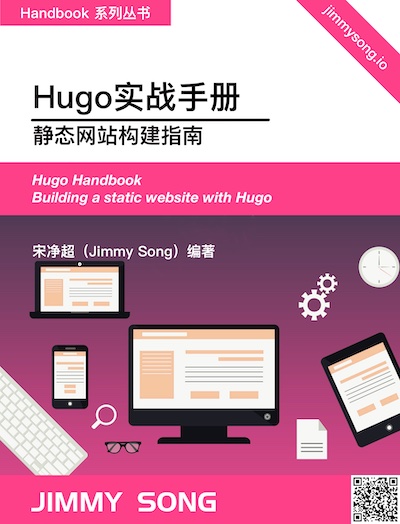 Handbook 系列丛书
jimmysong.io
Hugo实战手册
静态网站构建指南
Hugo Handbook
Building a static website with Hugo
宋净超（Jimmy Song）编著
JIMMY SONG